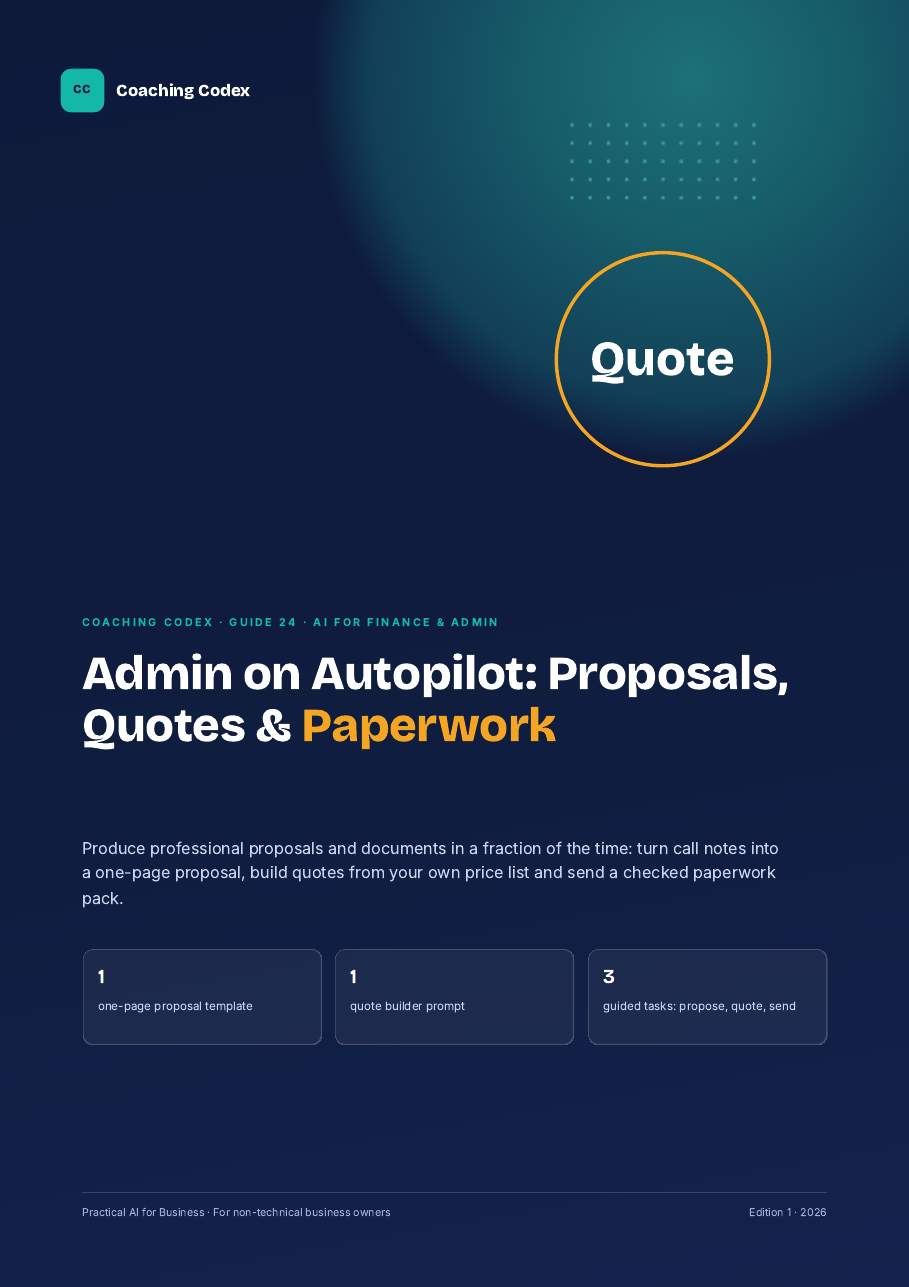 CC
Coaching Codex
Quote
COACHING CODEX · GUIDE 24 · AI FOR FINANCE & ADMIN
Admin on Autopilot: Proposals,
Quotes & Paperwork
Produce professional proposals and documents in a fraction of the time: turn call notes into
a one-page proposal, build quotes from your own price list and send a checked paperwork
pack.
1
one-page proposal template
1
quote builder prompt
3
guided tasks: propose, quote, send
Practical AI for Business · For non-technical business owners
Edition 1 · 2026